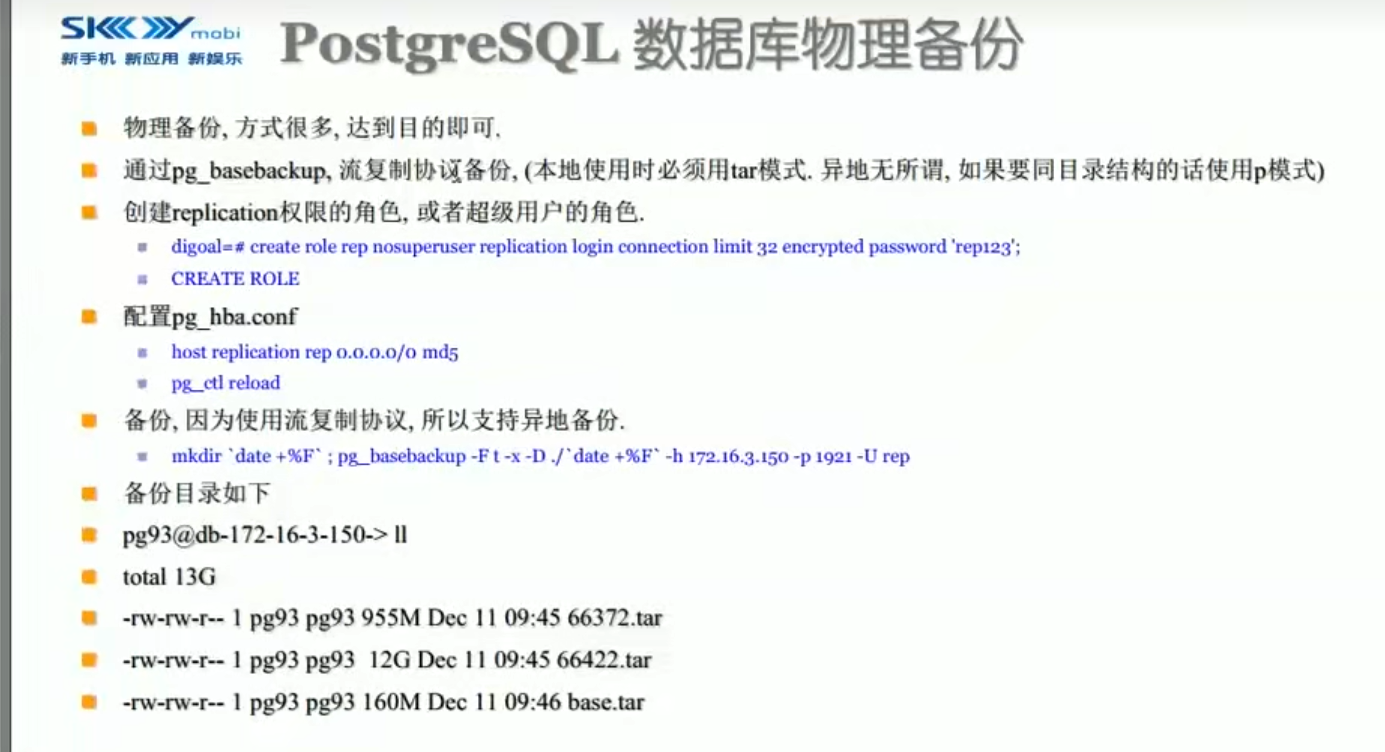 SKYmobi
新手机 新应用 新娱乐
PostgreSQL 数据库物理备份
物理备份, 方式很多, 达到目的即可.
通过pg_basebackup, 流复制协议备份, (本地使用时必须用tar模式. 异地无所谓, 如果要同目录结构的话使用p模式)
创建replication权限的角色, 或者超级用户的角色.
digoal=# create role rep nosuperuser replication login connection limit 32 encrypted password 'rep123';
CREATE ROLE
配置pg_hba.conf
host replication rep 0.0.0.0/0 md5
pg_ctl reload
备份, 因为使用流复制协议, 所以支持异地备份.
mkdir `date +%F` ; pg_basebackup -F t -x -D ./`date +%F` -h 172.16.3.150 -p 1921 -U rep
备份目录如下
pg93@db-172-16-3-150-> ll
total 13G
-rw-rw-r-- 1 pg93 pg93 955M Dec 11 09:45 66372.tar
-rw-rw-r-- 1 pg93 pg93  12G Dec 11 09:45 66422.tar
-rw-rw-r-- 1 pg93 pg93 160M Dec 11 09:46 base.tar